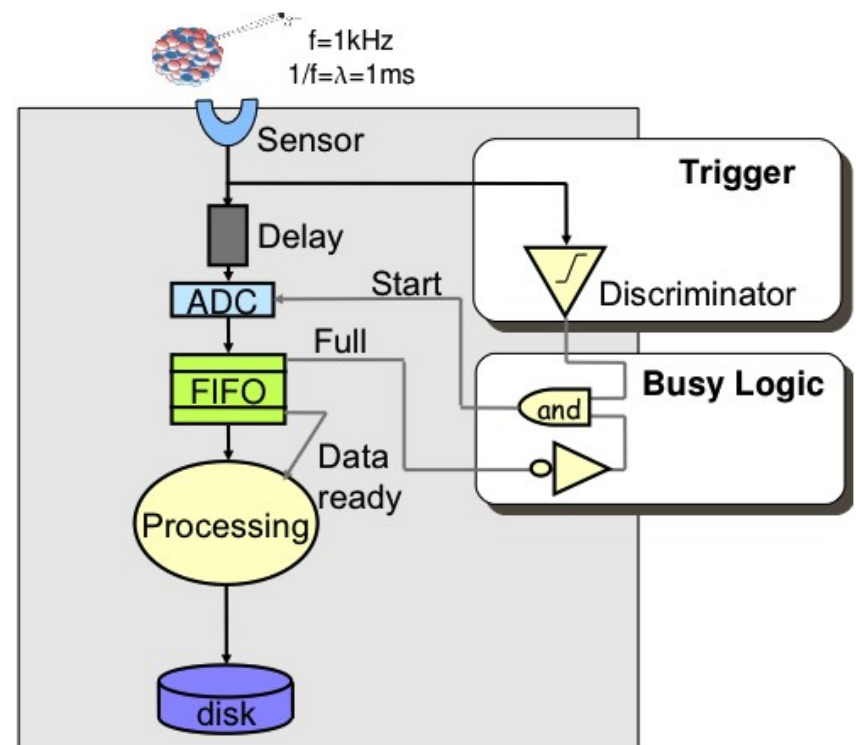 f=1kHz
1/f=λ=1ms
Sensor
Trigger
Delay
Start
Discriminator
ADC
Full
Busy Logic
FIFO
and
Data
ready
Processing
disk